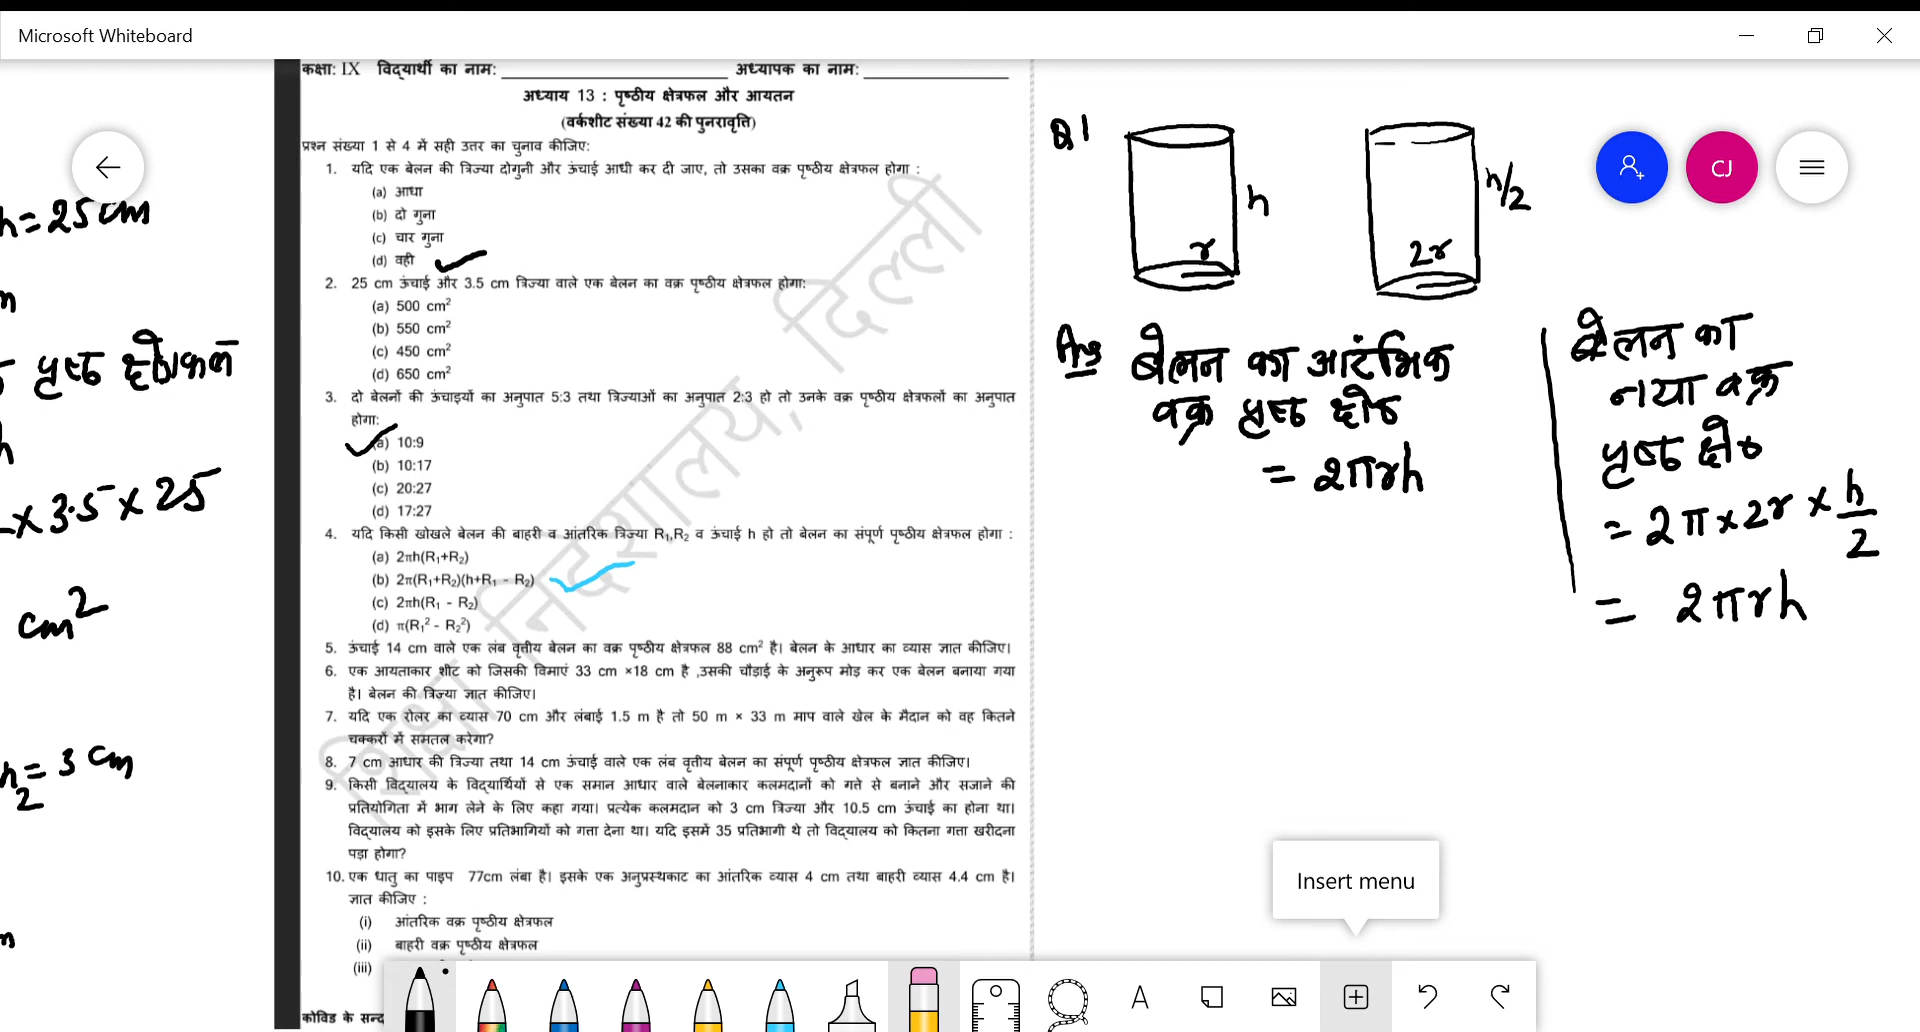 Microsoft Whiteboard
कक्षा: IX विद्यार्थी का नाम: ____________ अध्यापक का नाम: ____________
अध्याय 13 : पृष्ठीय क्षेत्रफल और आयतन
(वर्कशीट संख्या 42 की पुनरावृत्ति)
प्रश्न संख्या 1 से 4 में सही उत्तर का चुनाव कीजिए:
1. यदि एक बेलन की त्रिज्या दोगुनी और ऊंचाई आधी कर दी जाए, तो उसका वक्र पृष्ठीय क्षेत्रफल होगा :
(a) आधा
(b) दो गुना
(c) चार गुना
(d) वही
2. 25 cm ऊंचाई और 3.5 cm त्रिज्या वाले एक बेलन का वक्र पृष्ठीय क्षेत्रफल होगा:
(a) 500 cm²
(b) 550 cm²
(c) 450 cm²
(d) 650 cm²
3. दो बेलनों की ऊंचाइयों का अनुपात 5:3 तथा त्रिज्याओं का अनुपात 2:3 हो तो उनके वक्र पृष्ठीय क्षेत्रफलों का अनुपात
होगा:
(a) 10:9
(b) 10:17
(c) 20:27
(d) 17:27
4. यदि किसी खोखले बेलन की बाहरी व आंतरिक त्रिज्या R₁,R₂ व ऊंचाई h हो तो बेलन का संपूर्ण पृष्ठीय क्षेत्रफल होगा :
(a) 2πh(R₁+R₂)
(b) 2π(R₁+R₂)(h+R₁ - R₂)
(c) 2πh(R₁ - R₂)
(d) π(R₁² - R₂²)
5. ऊंचाई 14 cm वाले एक लंब वृत्तीय बेलन का वक्र पृष्ठीय क्षेत्रफल 88 cm² है। बेलन के आधार का व्यास ज्ञात कीजिए।
6. एक आयताकार शीट को जिसकी विमाएं 33 cm ×18 cm है ,उसकी चौड़ाई के अनुरूप मोड़ कर एक बेलन बनाया गया
है। बेलन की त्रिज्या ज्ञात कीजिए।
7. यदि एक रोलर का व्यास 70 cm और लंबाई 1.5 m है तो 50 m × 33 m माप वाले खेल के मैदान को वह कितने
चक्करों में समतल करेगा?
8. 7 cm आधार की त्रिज्या तथा 14 cm ऊंचाई वाले एक लंब वृत्तीय बेलन का संपूर्ण पृष्ठीय क्षेत्रफल ज्ञात कीजिए।
9. किसी विद्यालय के विद्यार्थियों से एक समान आधार वाले बेलनाकार कलमदानों को गत्ते से बनाने और सजाने की
प्रतियोगिता में भाग लेने के लिए कहा गया। प्रत्येक कलमदान को 3 cm त्रिज्या और 10.5 cm ऊंचाई का होना था।
विद्यालय को इसके लिए प्रतिभागियों को गत्ता देना था। यदि इसमें 35 प्रतिभागी थे तो विद्यालय को कितना गत्ता खरीदना
पड़ा होगा?
10. एक धातु का पाइप 77cm लंबा है। इसके एक अनुप्रस्थकाट का आंतरिक व्यास 4 cm तथा बाहरी व्यास 4.4 cm है।
ज्ञात कीजिए :
(i) आंतरिक वक्र पृष्ठीय क्षेत्रफल
(ii) बाहरी वक्र पृष्ठीय क्षेत्रफल
(iii)
कोविड के सन्द
शिक्षा निदेशालय, दिल्ली
h=25cm
पृष्ठ क्षेत्रफल
h
× 3.5 × 25
cm²
h₂= 3 cm
Q1
h
r
h/2
2r
Ans बेलन का आरंभिक
वक्र पृष्ठ क्षे०
= 2πrh
बेलन का
नया वक्र
पृष्ठ क्षे०
= 2π×2r × h/2
= 2πrh
CJ
Insert menu